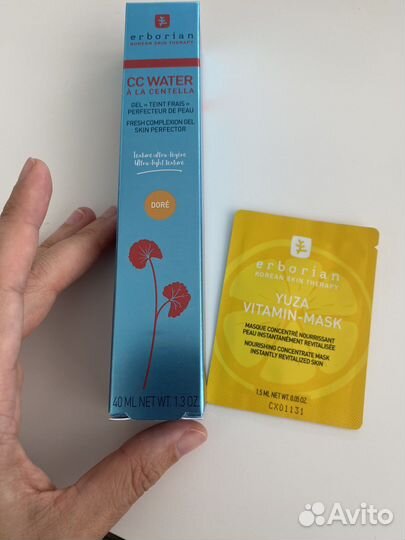 erborian
KOREAN SKIN THERAPY
CC WATER
À LA CENTELLA
GEL « TEINT FRAIS »
PERFECTEUR DE PEAU
FRESH COMPLEXION GEL
SKIN PERFECTOR
Texture ultra-légère
Ultra-light texture
DORÉ
40 ML NET WT. 1.3 OZ.
erborian
KOREAN SKIN THERAPY
YUZA
VITAMIN-MASK
MASQUE CONCENTRÉ NOURRISSANT
PEAU INSTANTANÉMENT REVITALISÉE
NOURISHING CONCENTRATE MASK
INSTANTLY REVITALIZED SKIN
1.5 ML NET WT. 0.05 OZ
CX01131
Avito